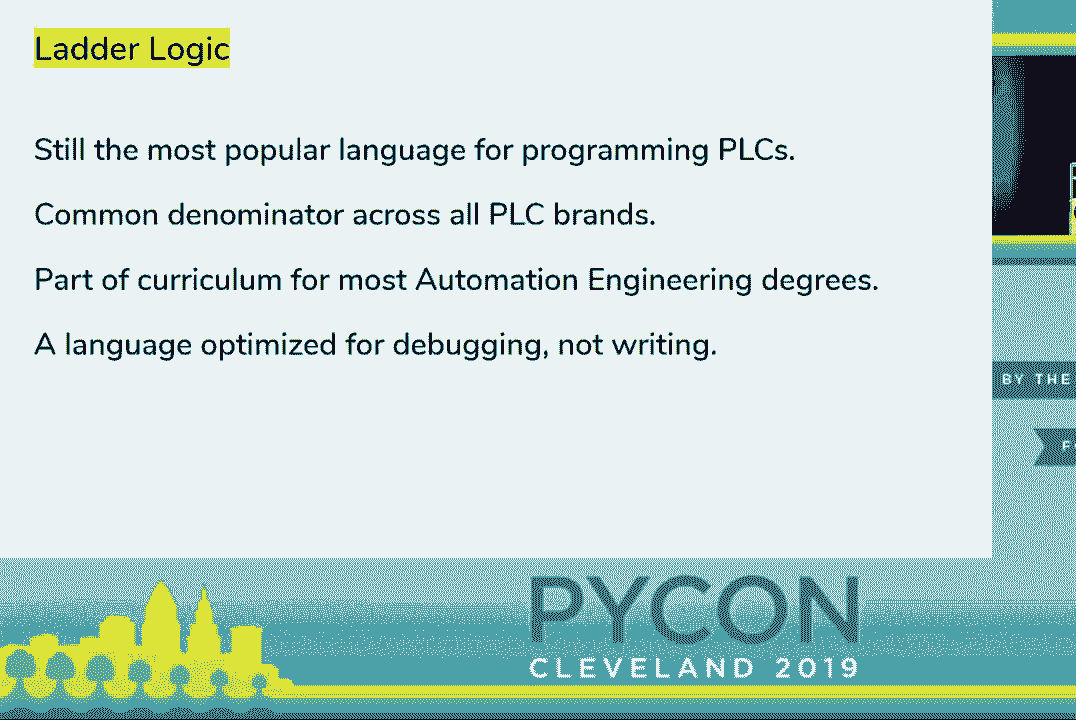 Ladder Logic
Still the most popular language for programming PLCs.
Common denominator across all PLC brands.
Part of curriculum for most Automation Engineering degrees.
A language optimized for debugging, not writing.
BY THE
PYCON
CLEVELAND 2019